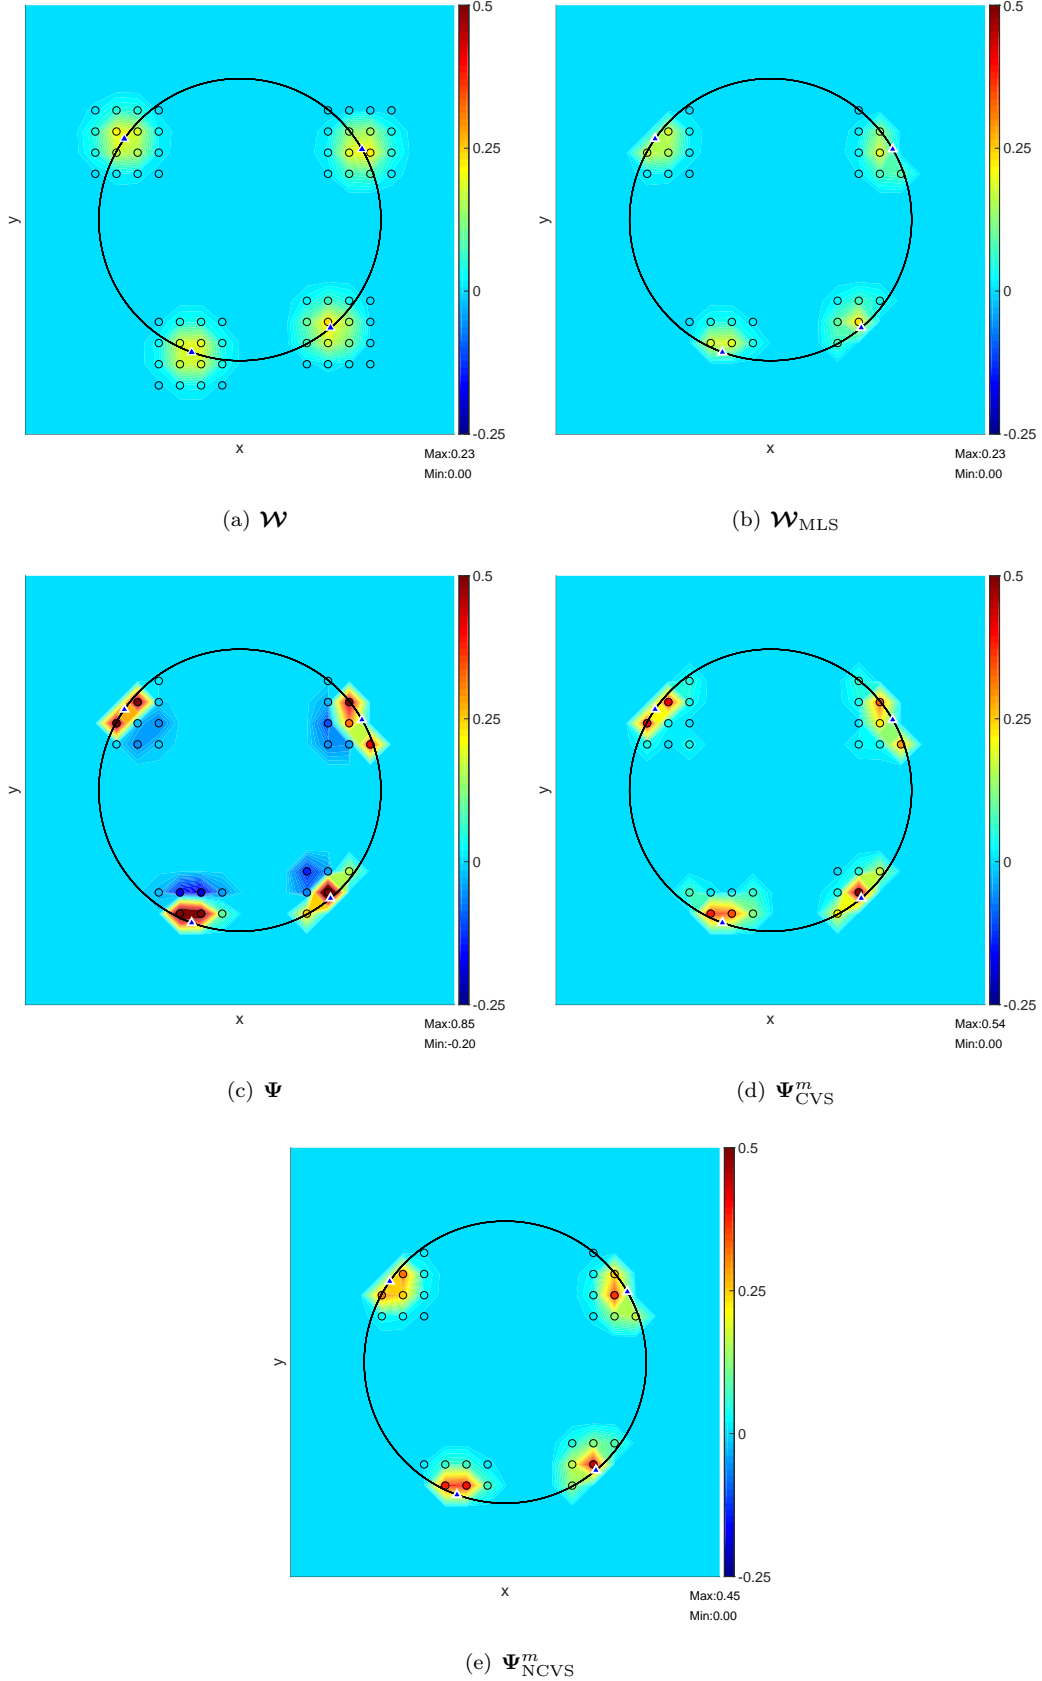 0.5
0.25
0
-0.25
y
x
Max:0.23
Min:0.00
(a) 𝓦
0.5
0.25
0
-0.25
y
x
Max:0.23
Min:0.00
(b) 𝓦MLS
0.5
0.25
0
-0.25
y
x
Max:0.85
Min:-0.20
(c) Ψ
0.5
0.25
0
-0.25
y
x
Max:0.54
Min:0.00
(d) Ψ^m_CVS
0.5
0.25
0
-0.25
y
x
Max:0.45
Min:0.00
(e) Ψ^m_NCVS